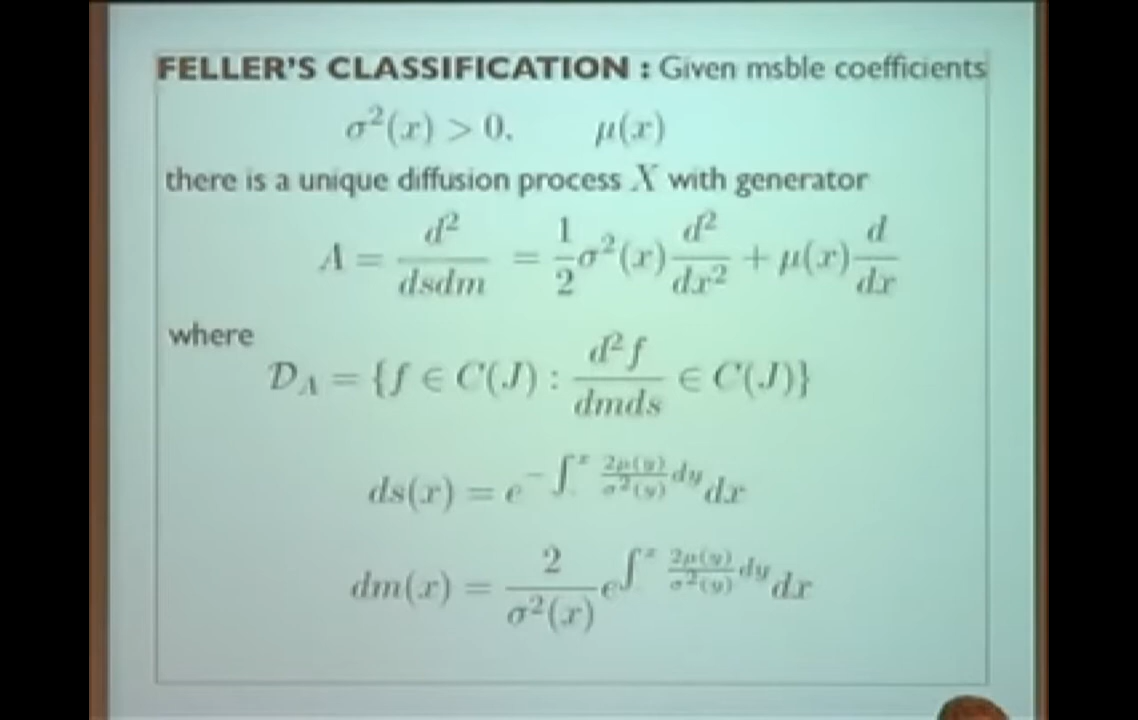 FELLER'S CLASSIFICATION : Given msble coefficients
σ²(x) > 0, μ(x)
there is a unique diffusion process X with generator
A = d²/dsdm = 1/2 σ²(x) d²/dx² + μ(x) d/dx
where
D_A = {f ∈ C(J) : d²f/dmds ∈ C(J)}
ds(x) = e^{-∫^x 2μ(y)/σ²(y) dy} dx
dm(x) = 2/σ²(x) e^{∫^x 2μ(y)/σ²(y) dy} dx